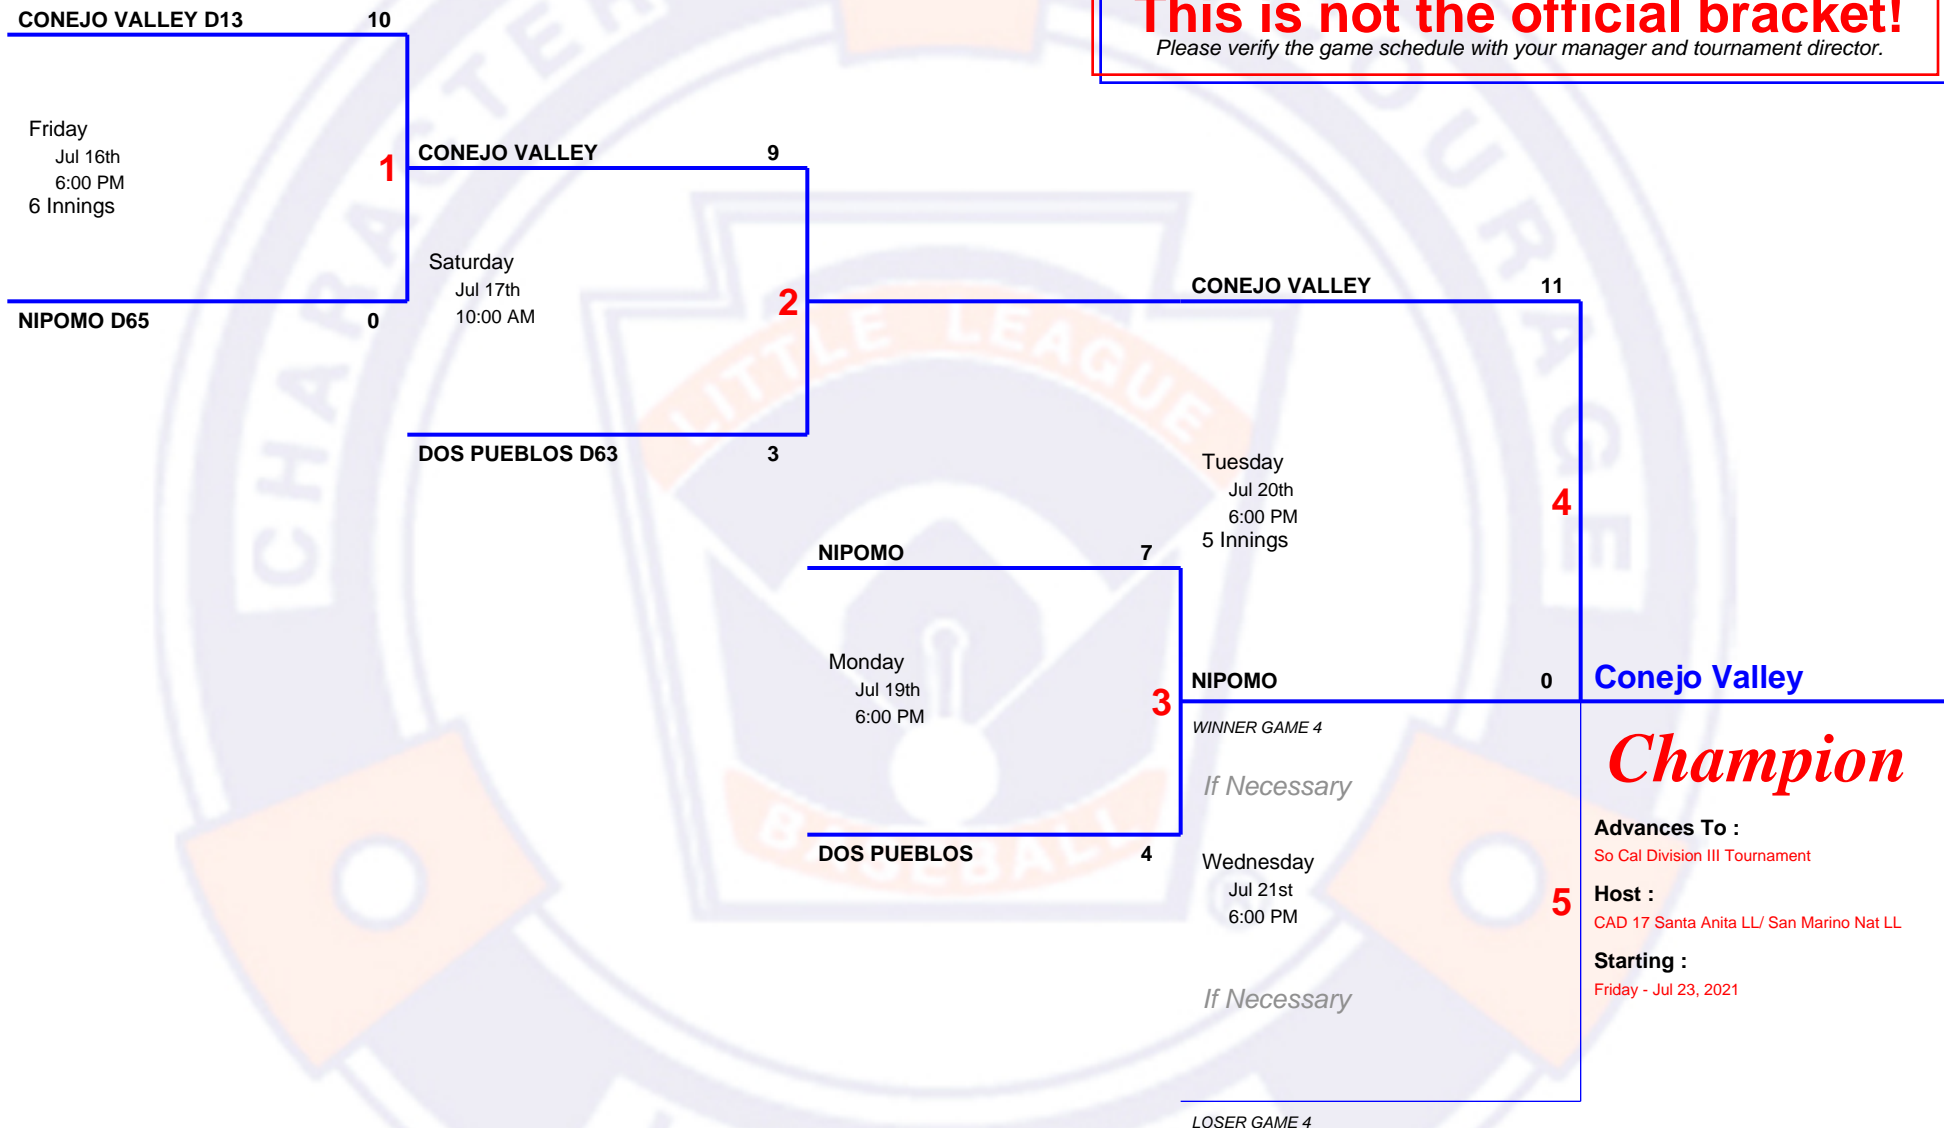 This is not the official bracket!
Please verify the game schedule with your manager and tournament director.
CONEJO VALLEY D13 10
Friday
Jul 16th
6:00 PM
6 Innings
1
NIPOMO D65 0
CONEJO VALLEY 9
Saturday
Jul 17th
10:00 AM
2
DOS PUEBLOS D63 3
NIPOMO 7
Monday
Jul 19th
6:00 PM
3
DOS PUEBLOS 4
CONEJO VALLEY 11
Tuesday
Jul 20th
6:00 PM
5 Innings
4
NIPOMO 0
WINNER GAME 4
If Necessary
Wednesday
Jul 21st
6:00 PM
5
If Necessary
LOSER GAME 4
Conejo Valley
Champion
Advances To :
So Cal Division III Tournament
Host :
CAD 17 Santa Anita LL/ San Marino Nat LL
Starting :
Friday - Jul 23, 2021
LITTLE LEAGUE
BASEBALL
®